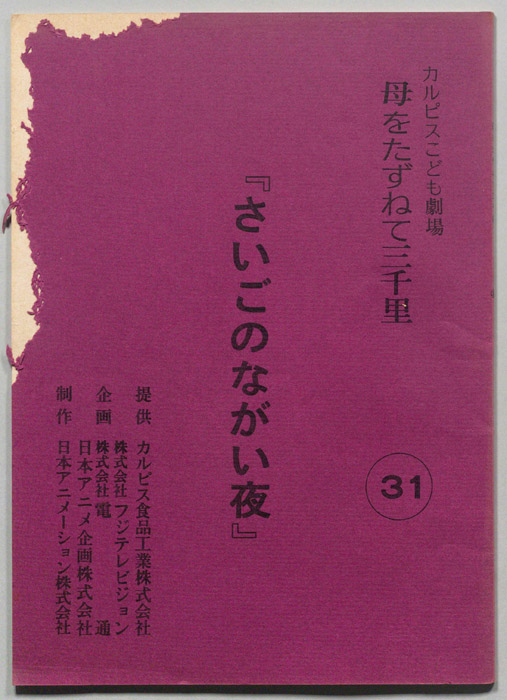 カルピスこども劇場
母をたずねて三千里
31
『さいごのながい夜』
提供 カルピス食品工業株式会社
株式会社フジテレビジョン
企画 株式会社電通
日本アニメ企画株式会社
制作 日本アニメーション株式会社